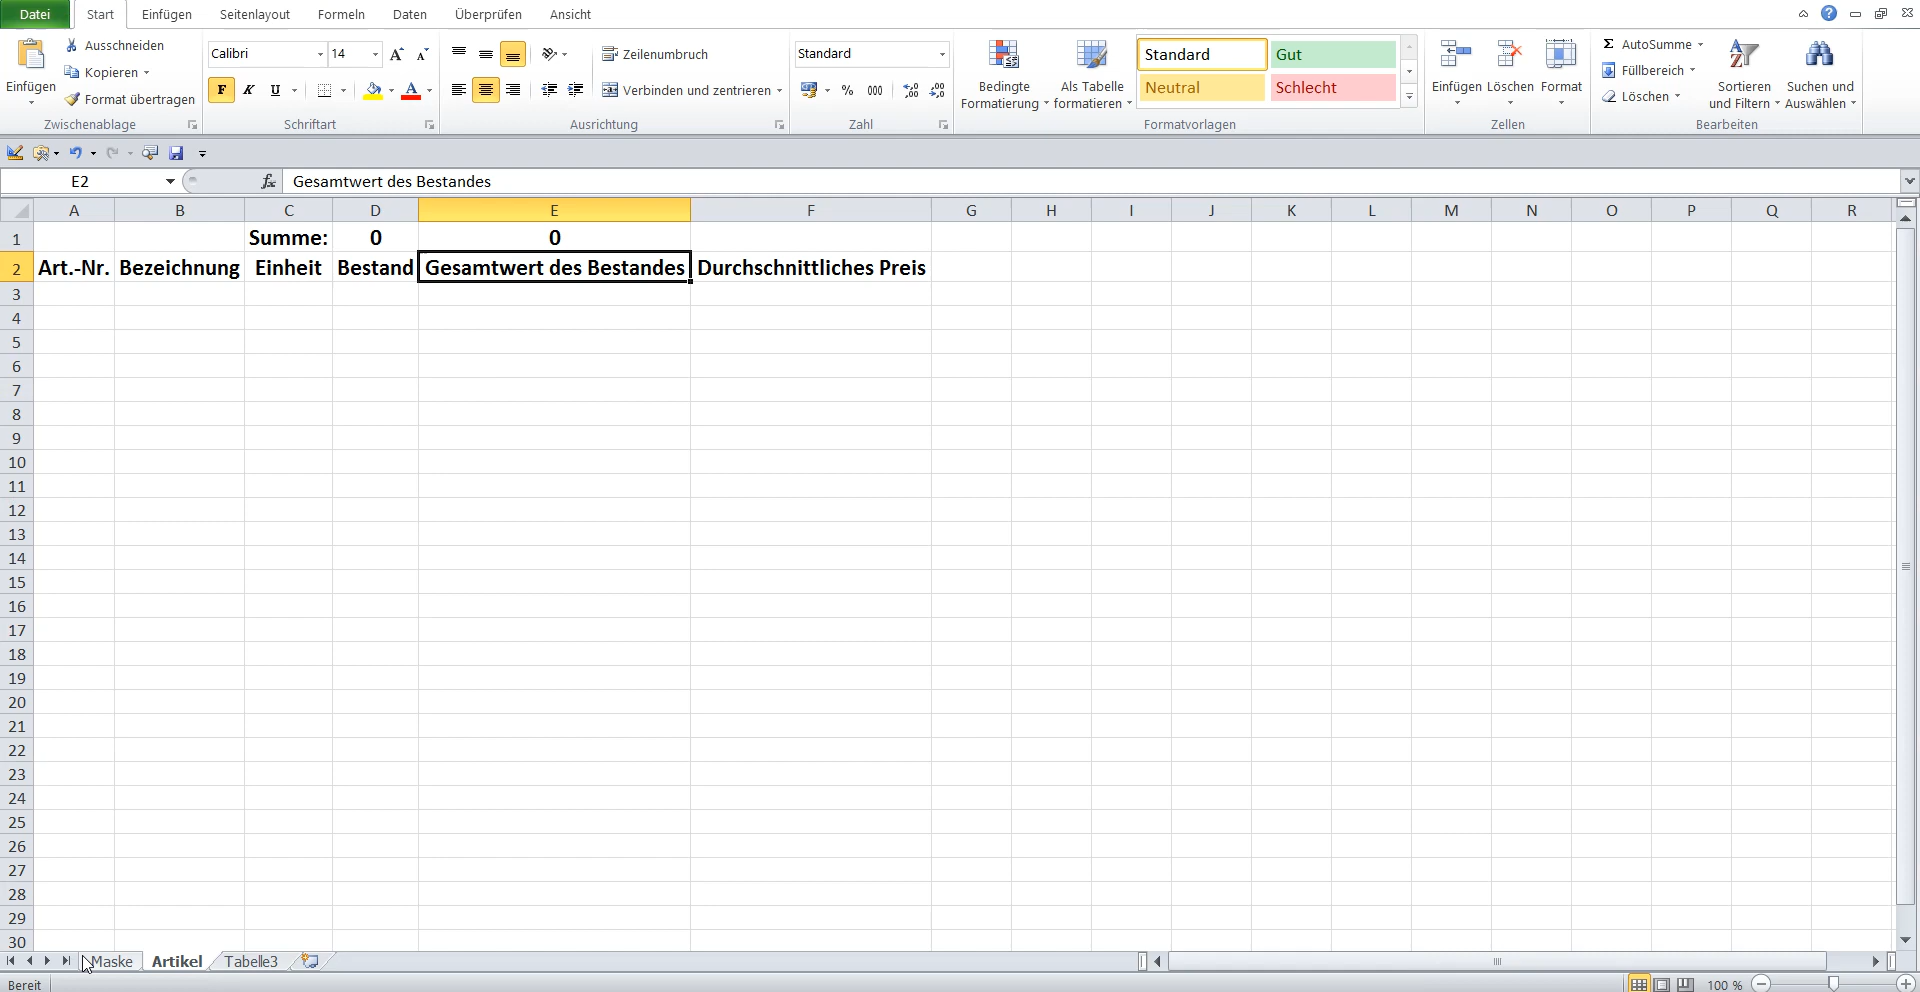 Datei Start Einfügen Seitenlayout Formeln Daten Überprüfen Ansicht
Einfügen
Ausschneiden
Kopieren
Format übertragen
Zwischenablage
Calibri 14
F K U
Schriftart
Zeilenumbruch
Verbinden und zentrieren
Ausrichtung
Standard
% 000
Zahl
Bedingte
Formatierung
Als Tabelle
formatieren
Standard Gut
Neutral Schlecht
Formatvorlagen
Einfügen Löschen Format
Zellen
Σ AutoSumme
Füllbereich
Löschen
Sortieren
und Filtern
Suchen und
Auswählen
Bearbeiten
E2 fx Gesamtwert des Bestandes
A B C D E F G H I J K L M N O P Q R
1 Summe: 0 0
2 Art.-Nr. Bezeichnung Einheit Bestand Gesamtwert des Bestandes Durchschnittliches Preis
3
4
5
6
7
8
9
10
11
12
13
14
15
16
17
18
19
20
21
22
23
24
25
26
27
28
29
30
Maske Artikel Tabelle3
Bereit 100 %